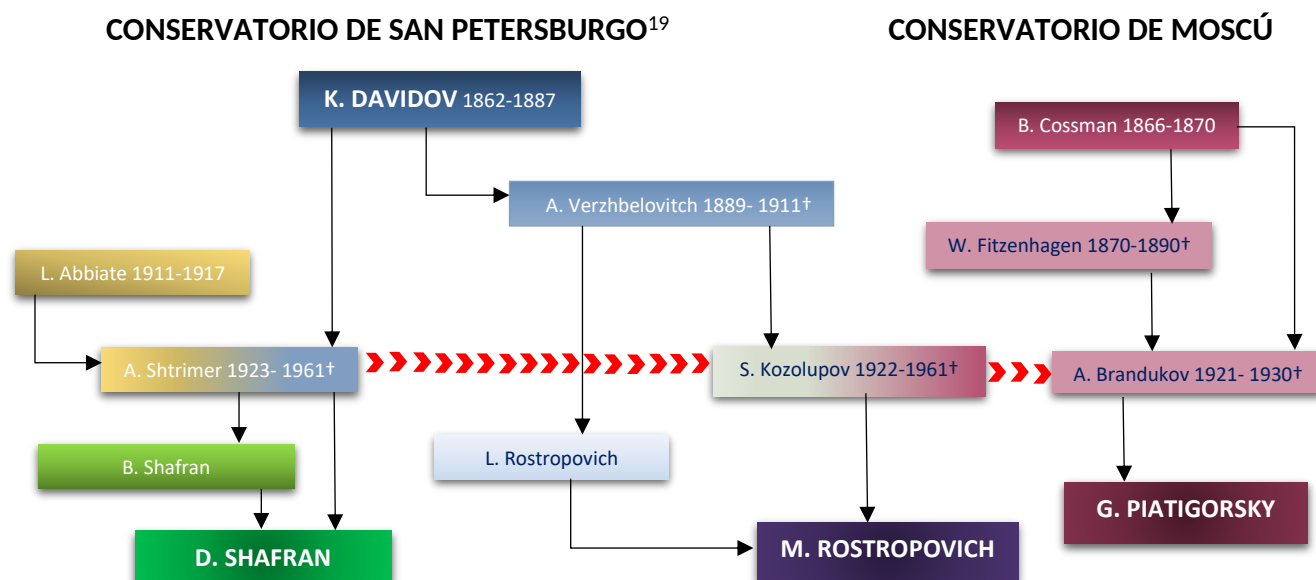 CONSERVATORIO DE SAN PETERSBURGO19
CONSERVATORIO DE MOSCÚ
K. DAVIDOV 1862-1887
B. Cossman 1866-1870
A. Verzhbelovitch 1889- 1911†
W. Fitzenhagen 1870-1890†
L. Abbiate 1911-1917
A. Shtrimer 1923- 1961†
S. Kozolupov 1922-1961†
A. Brandukov 1921- 1930†
B. Shafran
L. Rostropovich
G. PIATIGORSKY
D. SHAFRAN
M. ROSTROPOVICH